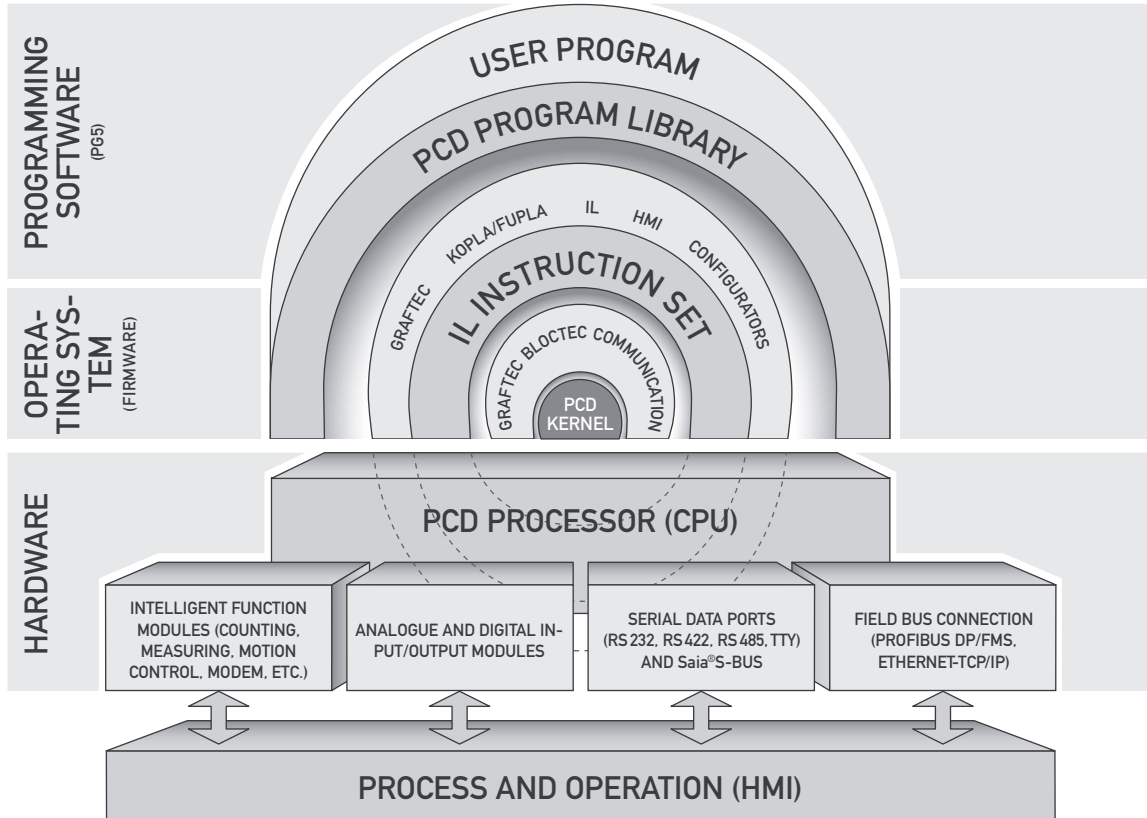 PROGRAMMING
SOFTWARE
(PG5)
USER PROGRAM
PCD PROGRAM LIBRARY
GRAFTEC KOPLA/FUPLA IL HMI CONFIGURATORS
IL INSTRUCTION SET
GRAFTEC BLOCTEC COMMUNICATION
PCD
KERNEL
OPERA-
TING SYS-
TEM
(FIRMWARE)
HARDWARE
PCD PROCESSOR (CPU)
INTELLIGENT FUNCTION
MODULES (COUNTING,
MEASURING, MOTION
CONTROL, MODEM, ETC.)
ANALOGUE AND DIGITAL IN-
PUT/OUTPUT MODULES
SERIAL DATA PORTS
(RS 232, RS 422, RS 485, TTY)
AND Saia®S-BUS
FIELD BUS CONNECTION
(PROFIBUS DP/FMS,
ETHERNET-TCP/IP)
PROCESS AND OPERATION (HMI)